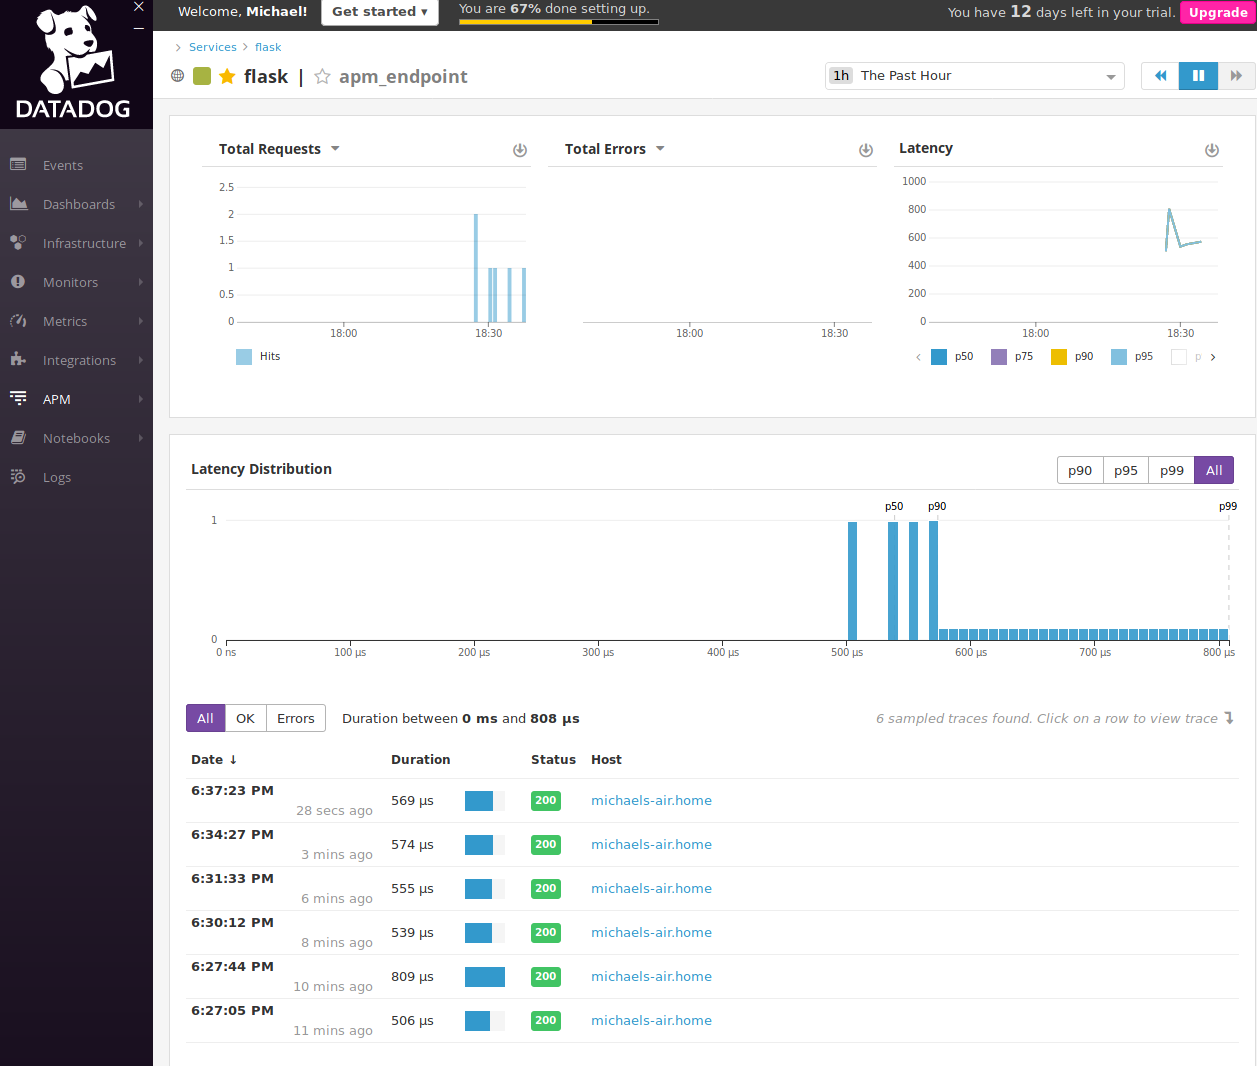 Welcome, Michael! Get started ▾ You are 67% done setting up. You have 12 days left in your trial. Upgrade
DATADOG
Events
Dashboards
Infrastructure
Monitors
Metrics
Integrations
APM
Notebooks
Logs
Services > flask
flask | apm_endpoint
1h The Past Hour
Total Requests
2.5
2
1.5
1
0.5
0
18:00 18:30
Hits
Total Errors
18:00 18:30
Latency
1000
800
600
400
200
0
18:00 18:30
p50 p75 p90 p95 p
Latency Distribution
p90 p95 p99 All
p50 p90 p99
1
0
0 ns 100 µs 200 µs 300 µs 400 µs 500 µs 600 µs 700 µs 800 µs
All OK Errors Duration between 0 ms and 808 µs 6 sampled traces found. Click on a row to view trace
Date ↓ Duration Status Host
6:37:23 PM
28 secs ago 569 µs 200 michaels-air.home
6:34:27 PM
3 mins ago 574 µs 200 michaels-air.home
6:31:33 PM
6 mins ago 555 µs 200 michaels-air.home
6:30:12 PM
8 mins ago 539 µs 200 michaels-air.home
6:27:44 PM
10 mins ago 809 µs 200 michaels-air.home
6:27:05 PM
11 mins ago 506 µs 200 michaels-air.home